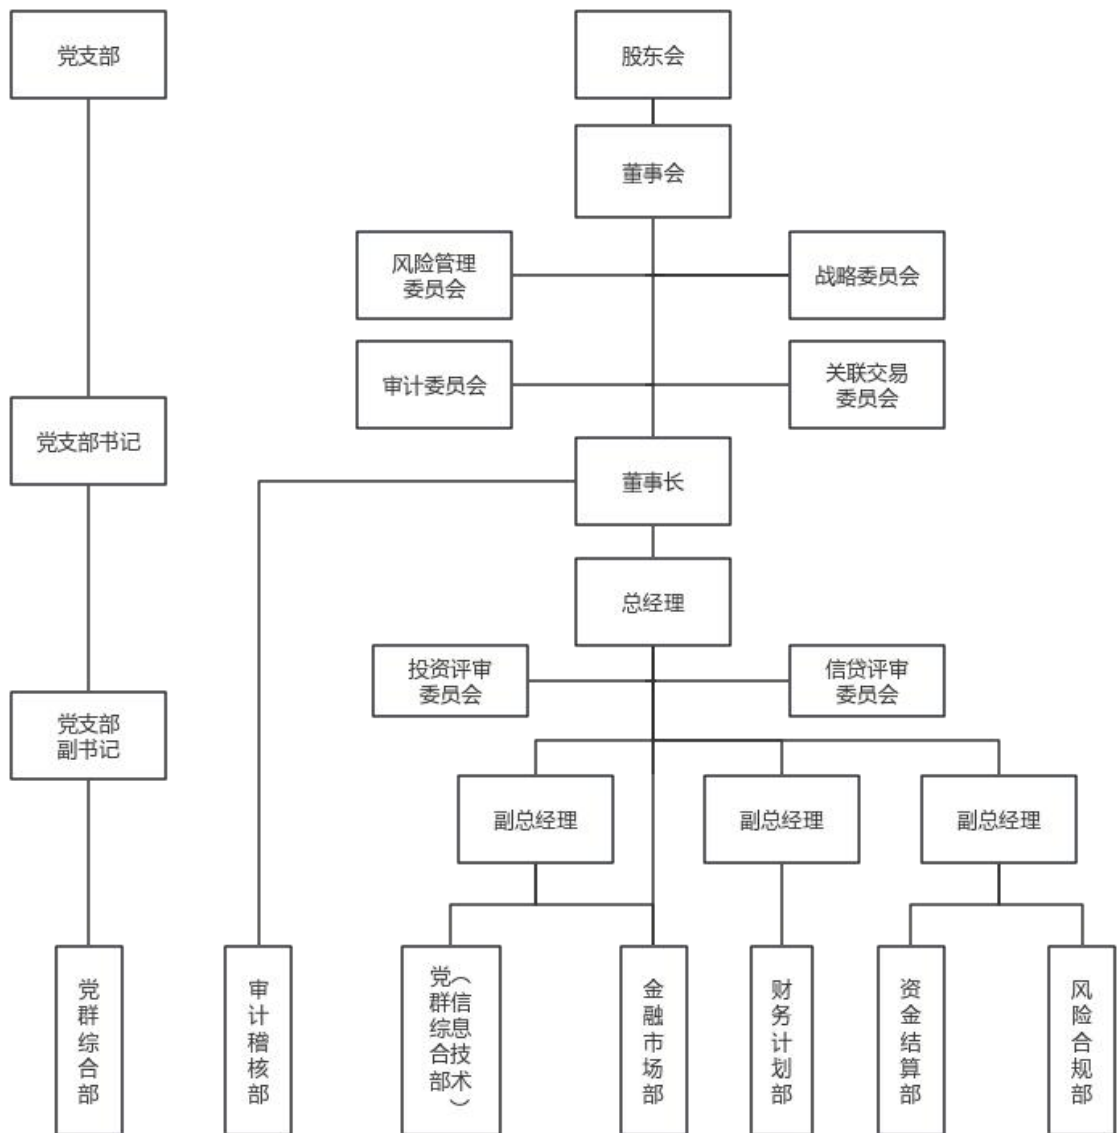 党支部
股东会
董事会
风险管理
委员会
战略委员会
审计委员会
关联交易
委员会
党支部书记
董事长
总经理
投资评审
委员会
信贷评审
委员会
党支部
副书记
副总经理
副总经理
副总经理
党群综合部
审计稽核部
党群综合部
（信息技术）
金融市场部
财务计划部
资金结算部
风险合规部